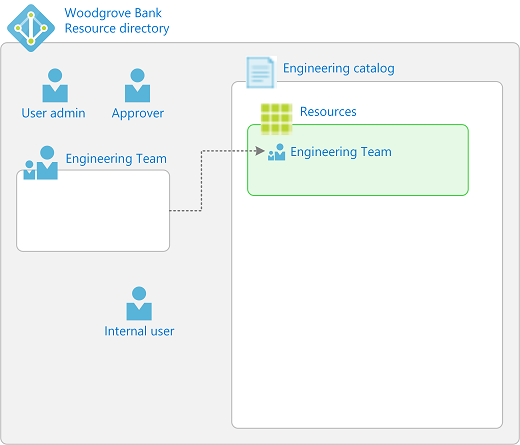 Woodgrove Bank
Resource directory
Engineering catalog
User admin
Approver
Resources
Engineering Team
Engineering Team
Internal user